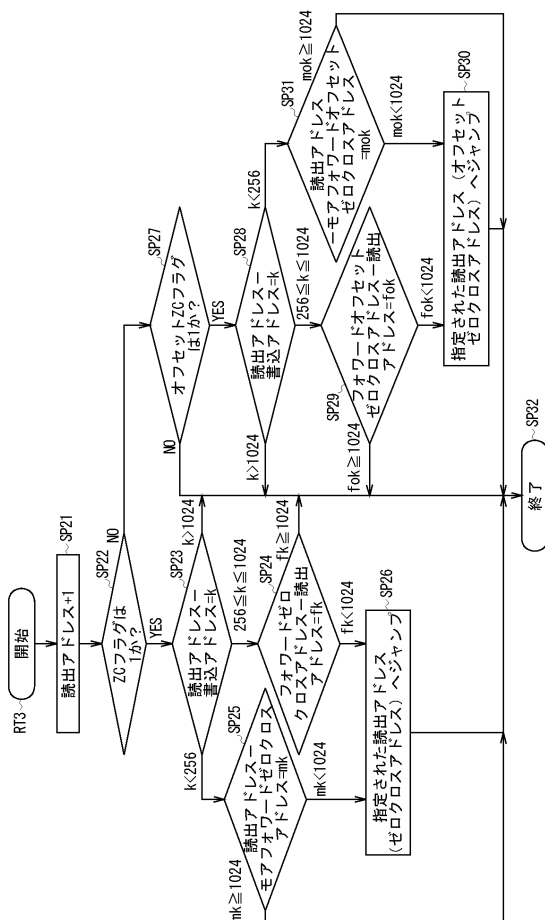 RT3
開始
読出アドレス+1
SP21
ZCフラグは
1か?
SP22
NO
YES
読出アドレス－
書込アドレス=k
SP23
k>1024
k<256
256≦k≦1024
フォワードゼロ
クロスアドレス－読出
アドレス=fk
SP24
fk≧1024
fk<1024
読出アドレス－
モアフォワードゼロクロス
アドレス=mk
SP25
mk≧1024
mk<1024
指定された読出アドレス
(ゼロクロスアドレス) へジャンプ
SP26
オフセットZCフラグ
は1か?
SP27
NO
YES
読出アドレス－
書込アドレス=k
SP28
k>1024
k<256
256≦k≦1024
フォワードオフセット
ゼロクロスアドレス－読出
アドレス=fok
SP29
fok≧1024
fok<1024
読出アドレス
－モアフォワードオフセット
ゼロクロスアドレス
=mok
SP31
mok≧1024
mok<1024
指定された読出アドレス (オフセット
ゼロクロスアドレス) へジャンプ
SP30
終了
SP32